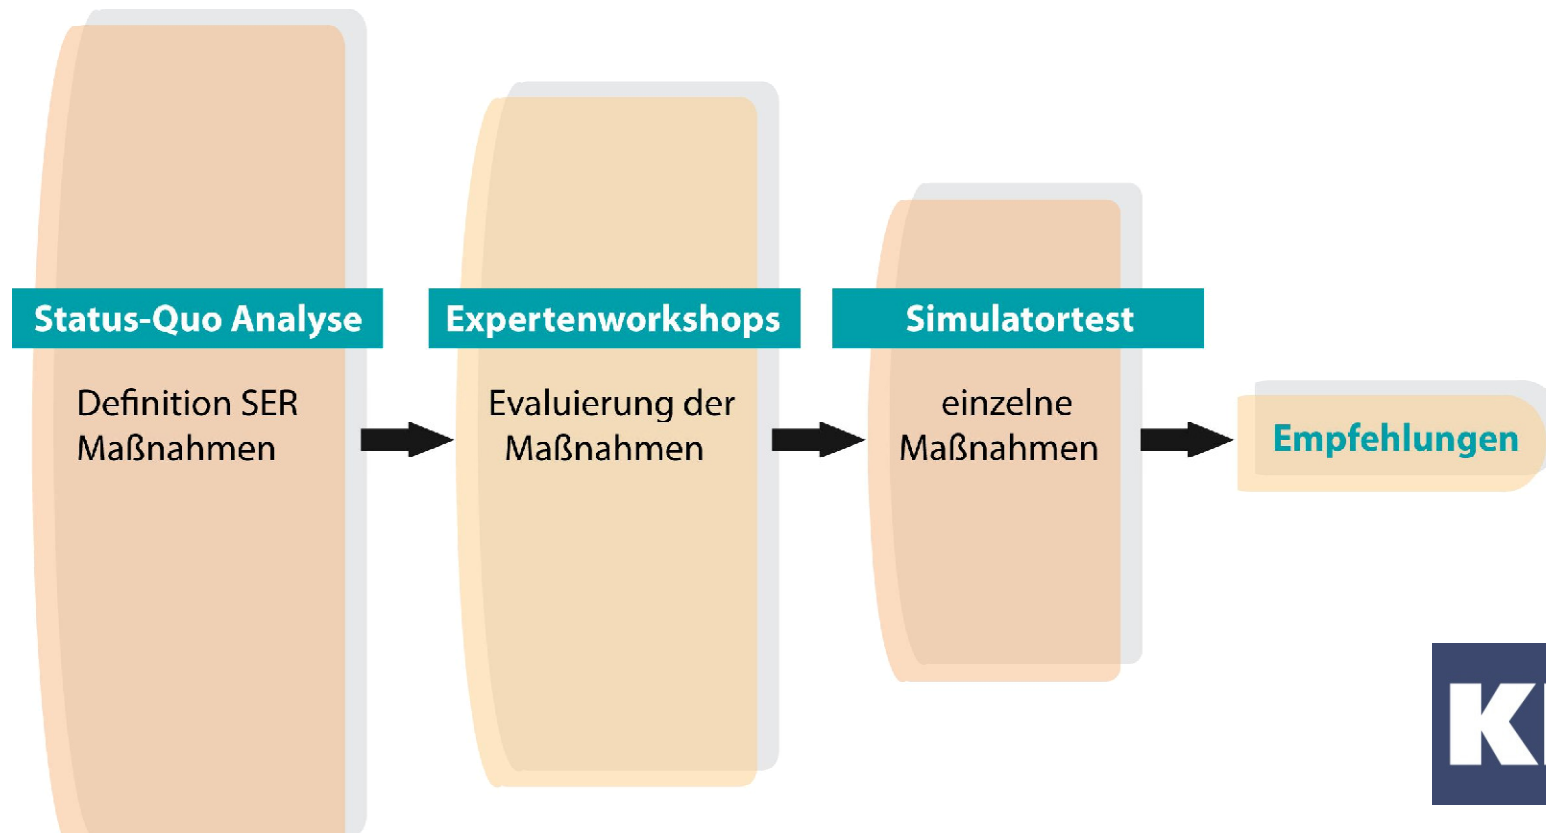 Status-Quo Analyse
Definition SER
Maßnahmen
Expertenworkshops
Evaluierung der
Maßnahmen
Simulatortest
einzelne
Maßnahmen
Empfehlungen
K